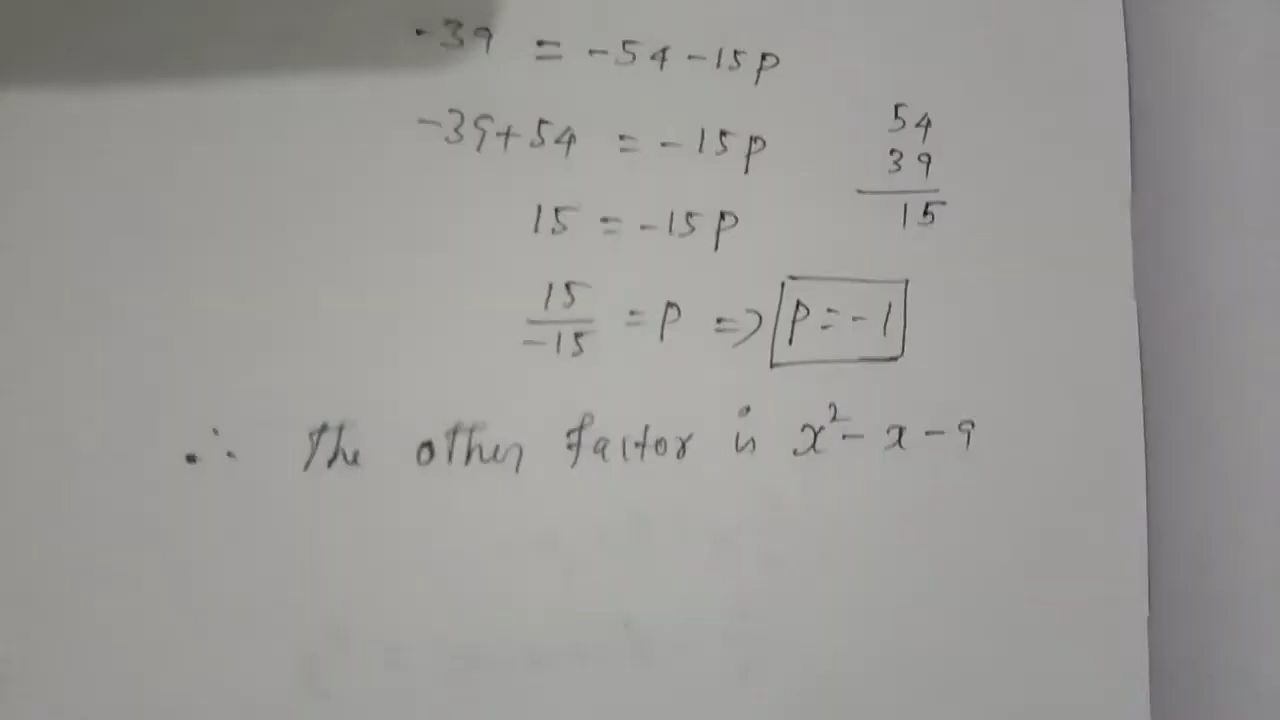 -39 = -54 - 15p
-39 + 54 = -15p
54
39
15
15 = -15p
15/-15 = p => p = -1
∴ the other factor is x² - x - 9